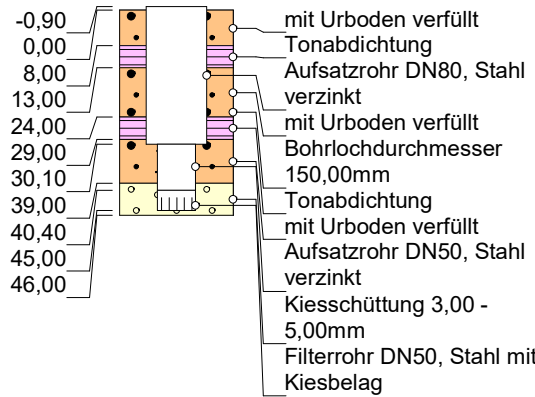 -0,90
0,00
8,00
13,00
24,00
29,00
30,10
39,00
40,40
45,00
46,00
mit Urboden verfüllt
Tonabdichtung
Aufsatzrohr DN80, Stahl
verzinkt
mit Urboden verfüllt
Bohrlochdurchmesser
150,00mm
Tonabdichtung
mit Urboden verfüllt
Aufsatzrohr DN50, Stahl
verzinkt
Kiesschüttung 3,00 -
5,00mm
Filterrohr DN50, Stahl mit
Kiesbelag